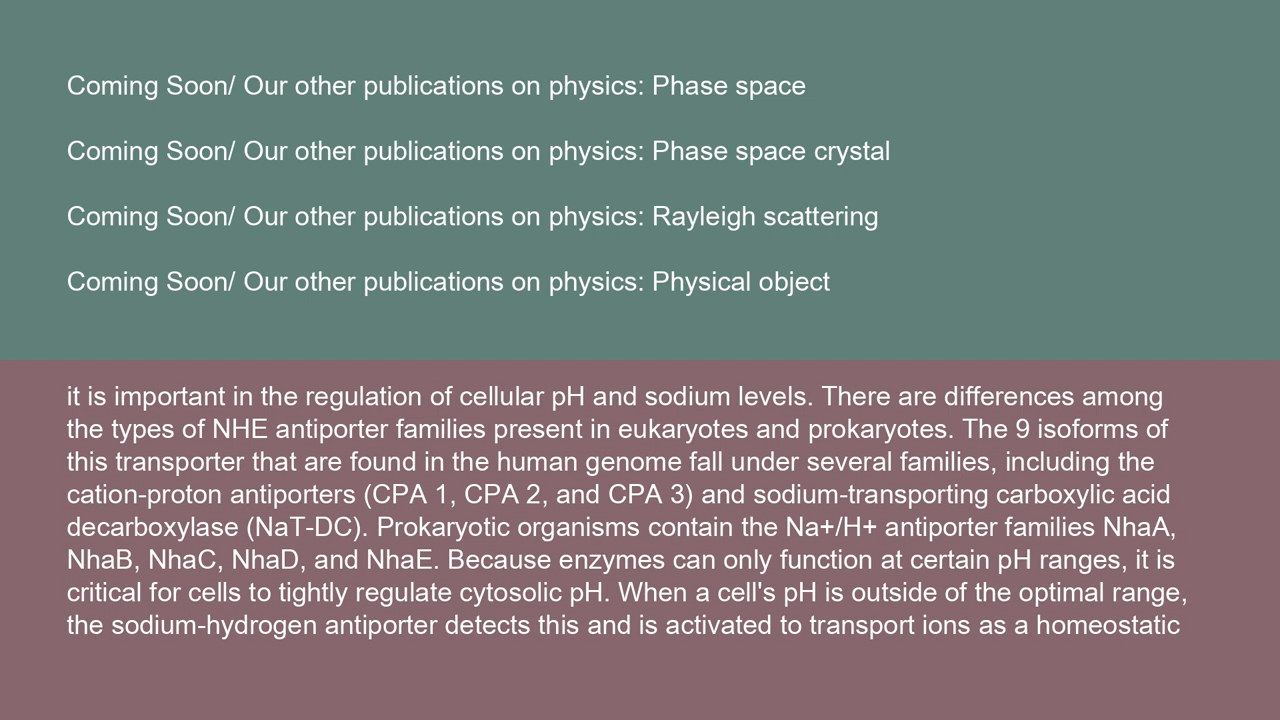 Coming Soon/ Our other publications on physics: Phase space
Coming Soon/ Our other publications on physics: Phase space crystal
Coming Soon/ Our other publications on physics: Rayleigh scattering
Coming Soon/ Our other publications on physics: Physical object
it is important in the regulation of cellular pH and sodium levels. There are differences among
the types of NHE antiporter families present in eukaryotes and prokaryotes. The 9 isoforms of
this transporter that are found in the human genome fall under several families, including the
cation-proton antiporters (CPA 1, CPA 2, and CPA 3) and sodium-transporting carboxylic acid
decarboxylase (NaT-DC). Prokaryotic organisms contain the Na+/H+ antiporter families NhaA,
NhaB, NhaC, NhaD, and NhaE. Because enzymes can only function at certain pH ranges, it is
critical for cells to tightly regulate cytosolic pH. When a cell's pH is outside of the optimal range,
the sodium-hydrogen antiporter detects this and is activated to transport ions as a homeostatic